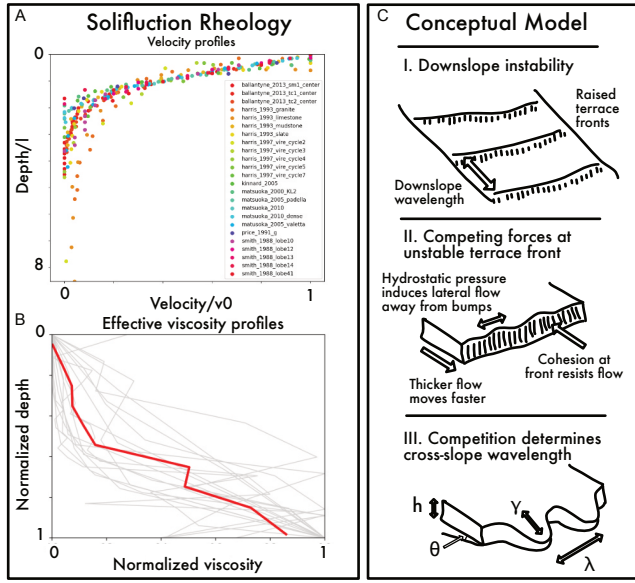 A
Solifluction Rheology
Velocity profiles
0
Depth/l
8
ballantyne_2013_sm1_center
ballantyne_2013_tc1_center
ballantyne_2013_tc2_center
harris_1993_granite
harris_1993_limestone
harris_1993_mudstone
harris_1993_slate
harris_1997_vire_cycle2
harris_1997_vire_cycle3
harris_1997_vire_cycle4
harris_1997_vire_cycle5
harris_1997_vire_cycle7
kinnard_2005
matsuoka_2000_KL2
matsuoka_2005_padella
matsuoka_2010
matsuoka_2010_donso
matusoka_2005_valetta
price_1991_g
smith_1988_lobe10
smith_1988_lobe12
smith_1988_lobe13
smith_1988_lobe14
smith_1988_lobe41
0
1
Velocity/v0
B
Effective viscosity profiles
0
Normalized depth
1
0
1
Normalized viscosity
C
Conceptual Model
I. Downslope instability
Raised
terrace
fronts
Downslope
wavelength
II. Competing forces at
unstable terrace front
Hydrostatic pressure
induces lateral flow
away from bumps
Cohesion at
front resists flow
Thicker flow
moves faster
III. Competition determines
cross-slope wavelength
h
γ
θ
λ